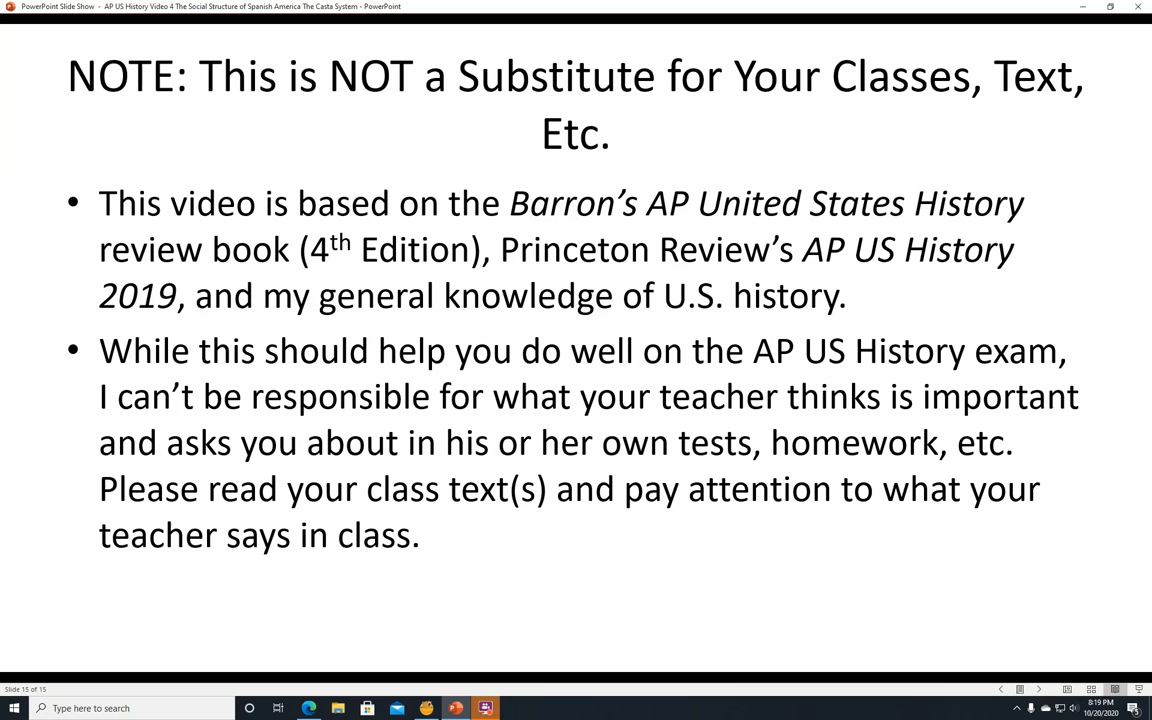 PowerPoint Slide Show - AP US History Video 4 The Social Structure of Spanish America The Casta System - PowerPoint
NOTE: This is NOT a Substitute for Your Classes, Text,
Etc.
• This video is based on the Barron’s AP United States History
review book (4th Edition), Princeton Review’s AP US History
2019, and my general knowledge of U.S. history.
• While this should help you do well on the AP US History exam,
I can’t be responsible for what your teacher thinks is important
and asks you about in his or her own tests, homework, etc.
Please read your class text(s) and pay attention to what your
teacher says in class.
Slide 15 of 15
Type here to search
8:19 PM
10/20/2020
5